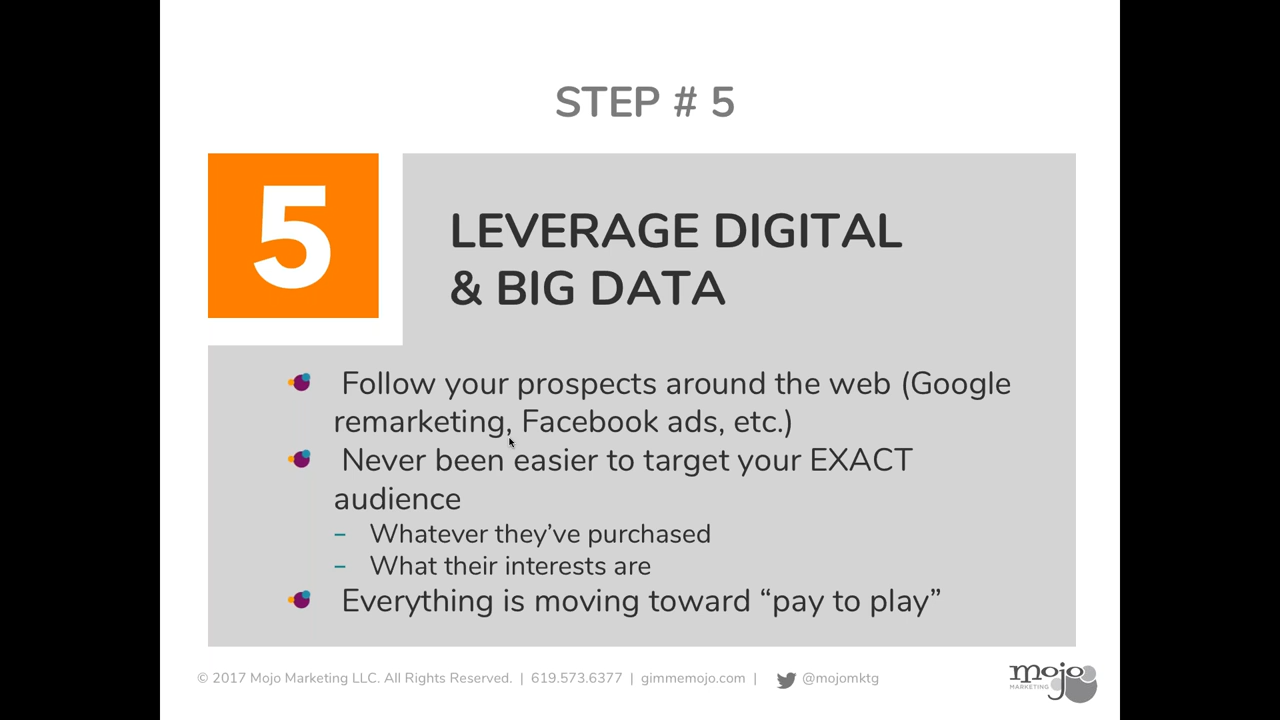 STEP # 5
5
LEVERAGE DIGITAL
& BIG DATA
Follow your prospects around the web (Google
remarketing, Facebook ads, etc.)
Never been easier to target your EXACT
audience
– Whatever they’ve purchased
– What their interests are
Everything is moving toward “pay to play”
© 2017 Mojo Marketing LLC. All Rights Reserved. | 619.573.6377 | gimmemojo.com | @mojomktg
mojo
MARKETING